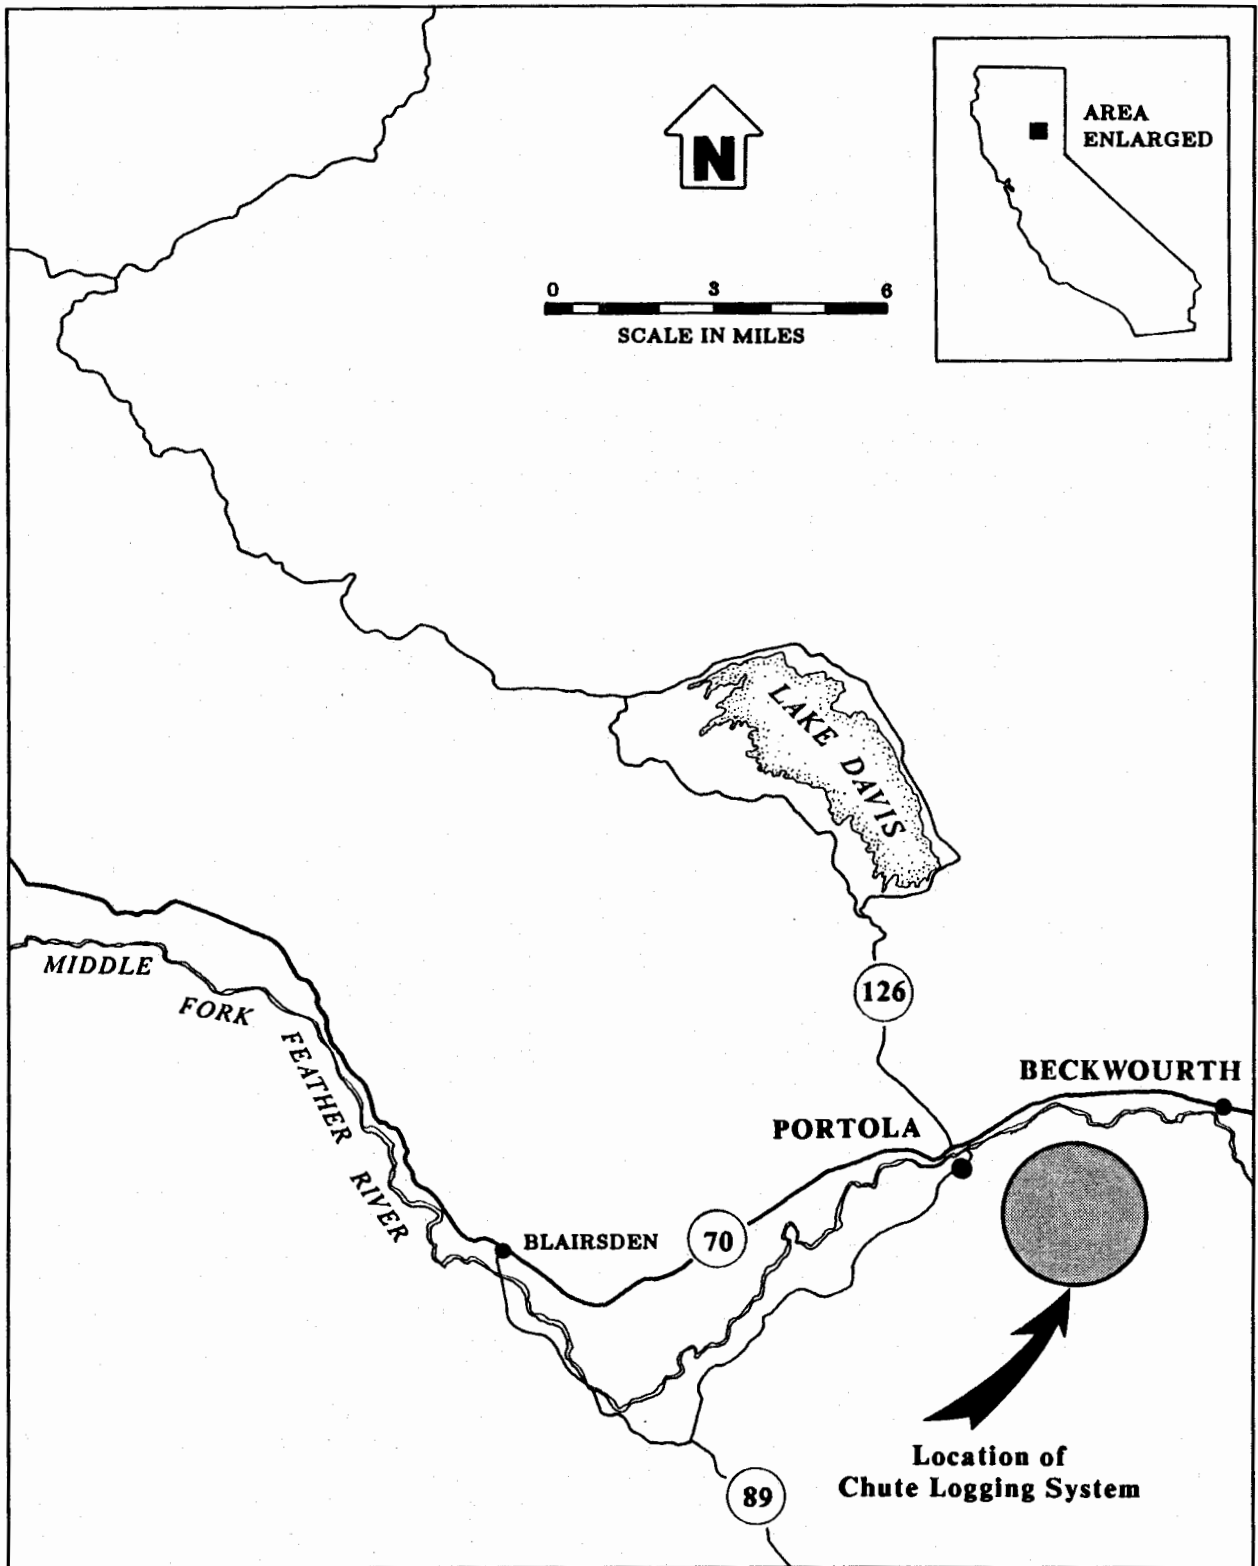 AREA
ENLARGED
N
0 3 6
SCALE IN MILES
LAKE DAVIS
MIDDLE
FORK
FEATHER
RIVER
126
BECKWOURTH
PORTOLA
BLAIRSDEN
70
Location of
Chute Logging System
89